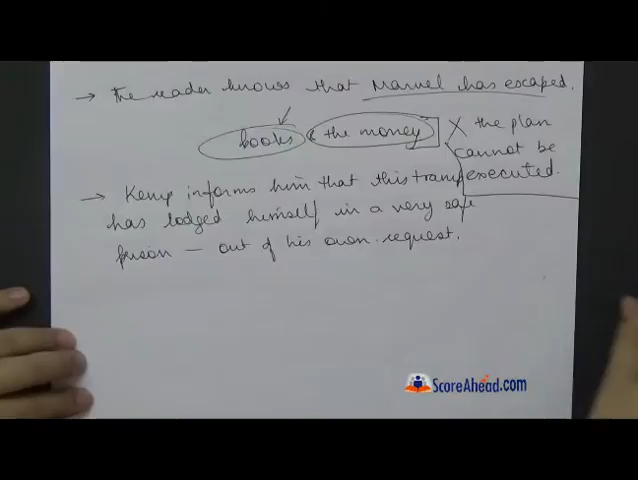 → The reader knows that Marvel has escaped.
books & the money X the plan
cannot be
executed.
→ Kemp informs him that this tramp
has lodged himself in a very safe
prison — out of his own request.
ScoreAhead.com